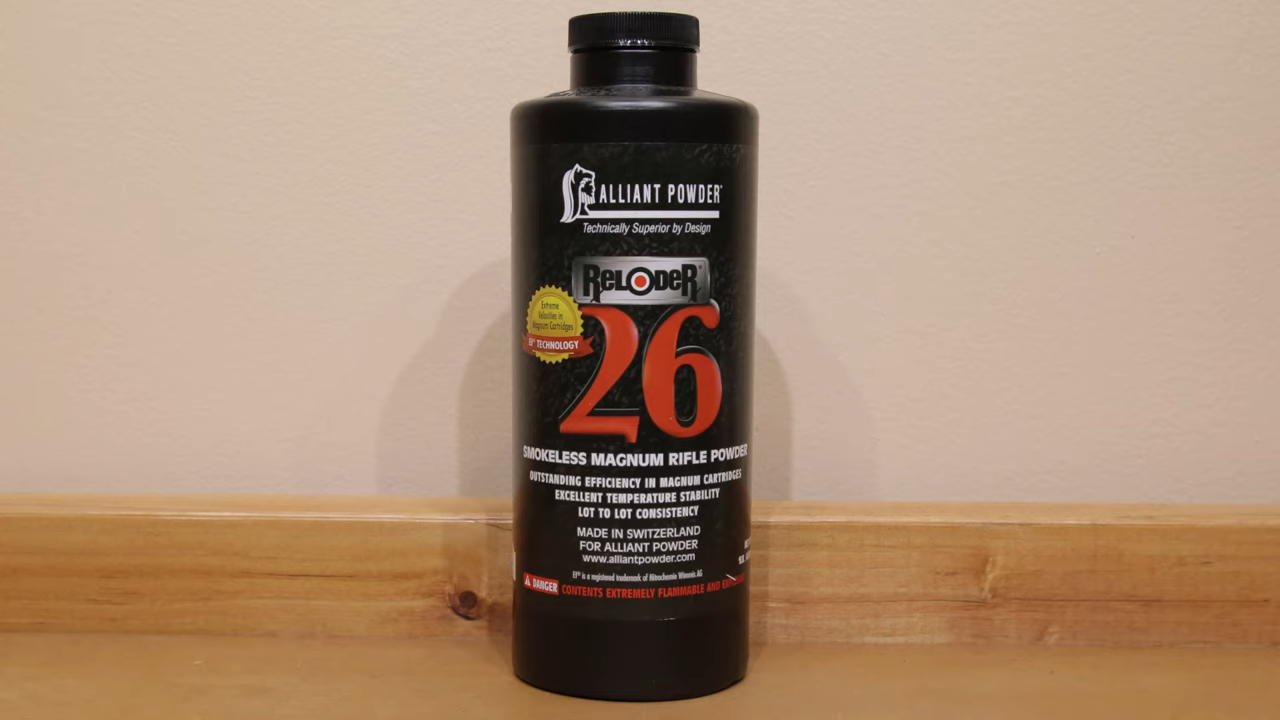 ALLIANT POWDER
Technically Superior by Design
RELODER®
26
Extreme
Velocities in
Magnum Cartridges
EI® TECHNOLOGY
SMOKELESS MAGNUM RIFLE POWDER
OUTSTANDING EFFICIENCY IN MAGNUM CARTRIDGES
EXCELLENT TEMPERATURE STABILITY
LOT TO LOT CONSISTENCY
MADE IN SWITZERLAND
FOR ALLIANT POWDER
www.alliantpowder.com
EI® is a registered trademark of Nitrochemie Wimmis AG
DANGER CONTENTS EXTREMELY FLAMMABLE AND